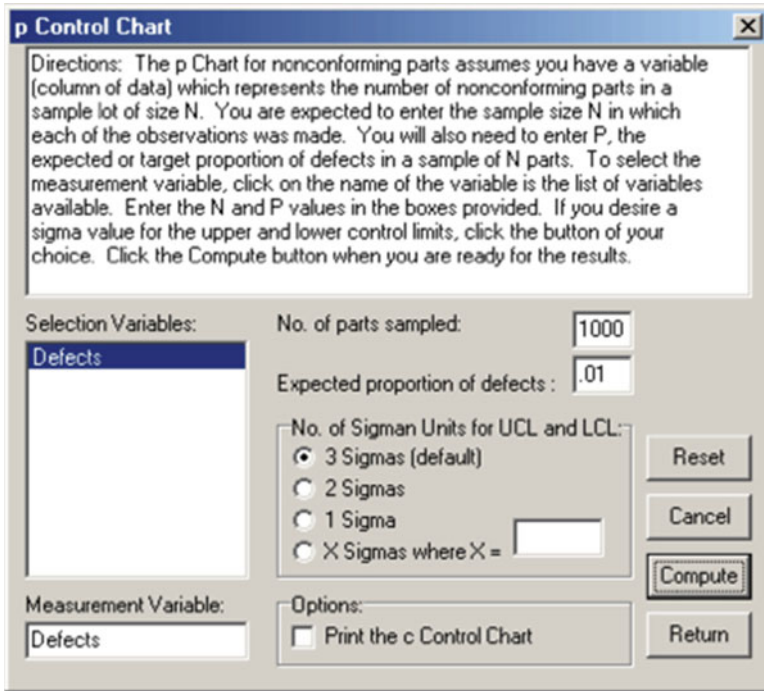 p Control Chart
Directions: The p Chart for nonconforming parts assumes you have a variable
(column of data) which represents the number of nonconforming parts in a
sample lot of size N. You are expected to enter the sample size N in which
each of the observations was made. You will also need to enter P, the
expected or target proportion of defects in a sample of N parts. To select the
measurement variable, click on the name of the variable is the list of variables
available. Enter the N and P values in the boxes provided. If you desire a
sigma value for the upper and lower control limits, click the button of your
choice. Click the Compute button when you are ready for the results.
Selection Variables:
Defects
No. of parts sampled:
1000
Expected proportion of defects :
.01
No. of Sigman Units for UCL and LCL:
3 Sigmas (default)
2 Sigmas
1 Sigma
X Sigmas where X =
Reset
Cancel
Compute
Return
Measurement Variable:
Defects
Options:
Print the c Control Chart